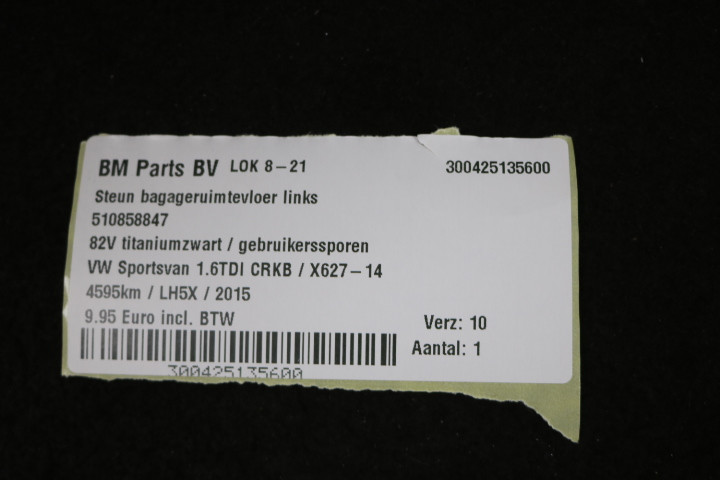 BM Parts BV LOK 8-21 300425135600
Steun bagageruimtevloer links
510858847
82V titaniumzwart / gebruikerssporen
VW Sportsvan 1.6TDI CRKB / X627-14
4595km / LH5X / 2015
9.95 Euro incl. BTW Verz: 10
Aantal: 1
300425135600